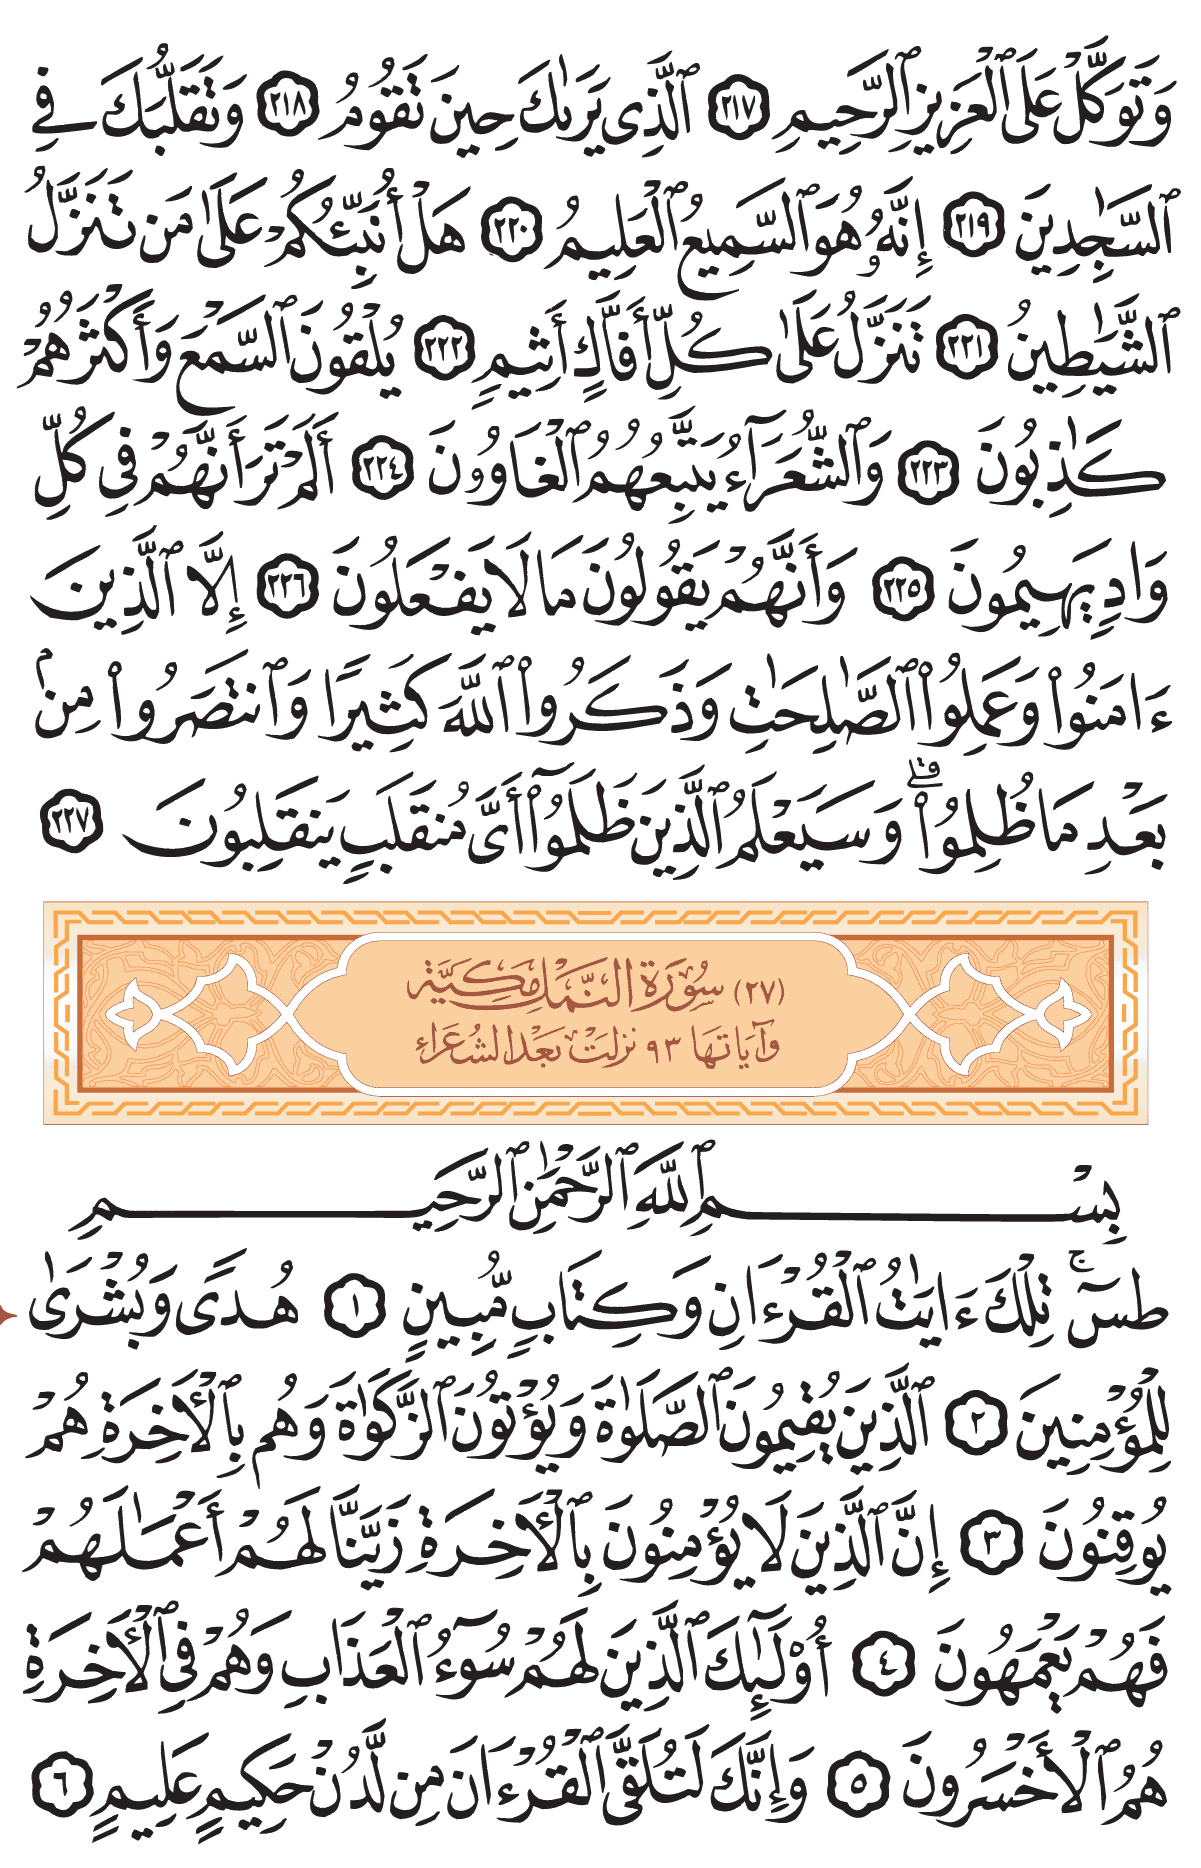 وَتَوَكَّلۡ عَلَى ٱلۡعَزِيزِ ٱلرَّحِيمِ ٢١٧ ٱلَّذِى يَرَىٰكَ حِينَ تَقُومُ ٢١٨ وَتَقَلُّبَكَ فِي
ٱلسَّٰجِدِينَ ٢١٩ إِنَّهُۥ هُوَ ٱلسَّمِيعُ ٱلۡعَلِيمُ ٢٢٠ هَلۡ أُنَبِّئُكُمۡ عَلَىٰ مَن تَنَزَّلُ
ٱلشَّيَٰطِينُ ٢٢١ تَنَزَّلُ عَلَىٰ كُلِّ أَفَّاكٍ أَثِيمٍ ٢٢٢ يُلۡقُونَ ٱلسَّمۡعَ وَأَكۡثَرُهُمۡ
كَٰذِبُونَ ٢٢٣ وَٱلشُّعَرَآءُ يَتَّبِعُهُمُ ٱلۡغَاوُۥنَ ٢٢٤ أَلَمۡ تَرَ أَنَّهُمۡ فِى كُلِّ
وَادٍ يَهِيمُونَ ٢٢٥ وَأَنَّهُمۡ يَقُولُونَ مَا لَا يَفۡعَلُونَ ٢٢٦ إِلَّا ٱلَّذِينَ
ءَامَنُواْ وَعَمِلُواْ ٱلصَّٰلِحَٰتِ وَذَكَرُواْ ٱللَّهَ كَثِيرًا وَٱنتَصَرُواْ مِنۢ
بَعۡدِ مَا ظُلِمُواْۗ وَسَيَعۡلَمُ ٱلَّذِينَ ظَلَمُوٓاْ أَىَّ مُنقَلَبٍ يَنقَلِبُونَ ٢٢٧
(٢٧) سُورَةُ النَّمۡلِ مَكِّيَّةٌ
وَآيَاتُهَا ٩٣ نَزَلَتۡ بَعۡدَ الشُّعَرَاءِ
بِسۡمِ ٱللَّهِ ٱلرَّحۡمَٰنِ ٱلرَّحِيمِ
طسٓۚ تِلۡكَ ءَايَٰتُ ٱلۡقُرۡءَانِ وَكِتَابٍ مُّبِينٍ ١ هُدًى وَبُشۡرَىٰ
لِلۡمُؤۡمِنِينَ ٢ ٱلَّذِينَ يُقِيمُونَ ٱلصَّلَوٰةَ وَيُؤۡتُونَ ٱلزَّكَوٰةَ وَهُم بِٱلۡأَخِرَةِ هُمۡ
يُوقِنُونَ ٣ إِنَّ ٱلَّذِينَ لَا يُؤۡمِنُونَ بِٱلۡأَخِرَةِ زَيَّنَّا لَهُمۡ أَعۡمَٰلَهُمۡ
فَهُمۡ يَعۡمَهُونَ ٤ أُوْلَٰٓئِكَ ٱلَّذِينَ لَهُمۡ سُوٓءُ ٱلۡعَذَابِ وَهُمۡ فِى ٱلۡأَخِرَةِ
هُمُ ٱلۡأَخۡسَرُونَ ٥ وَإِنَّكَ لَتُلَقَّى ٱلۡقُرۡءَانَ مِن لَّدُنۡ حَكِيمٍ عَلِيمٍ ٦